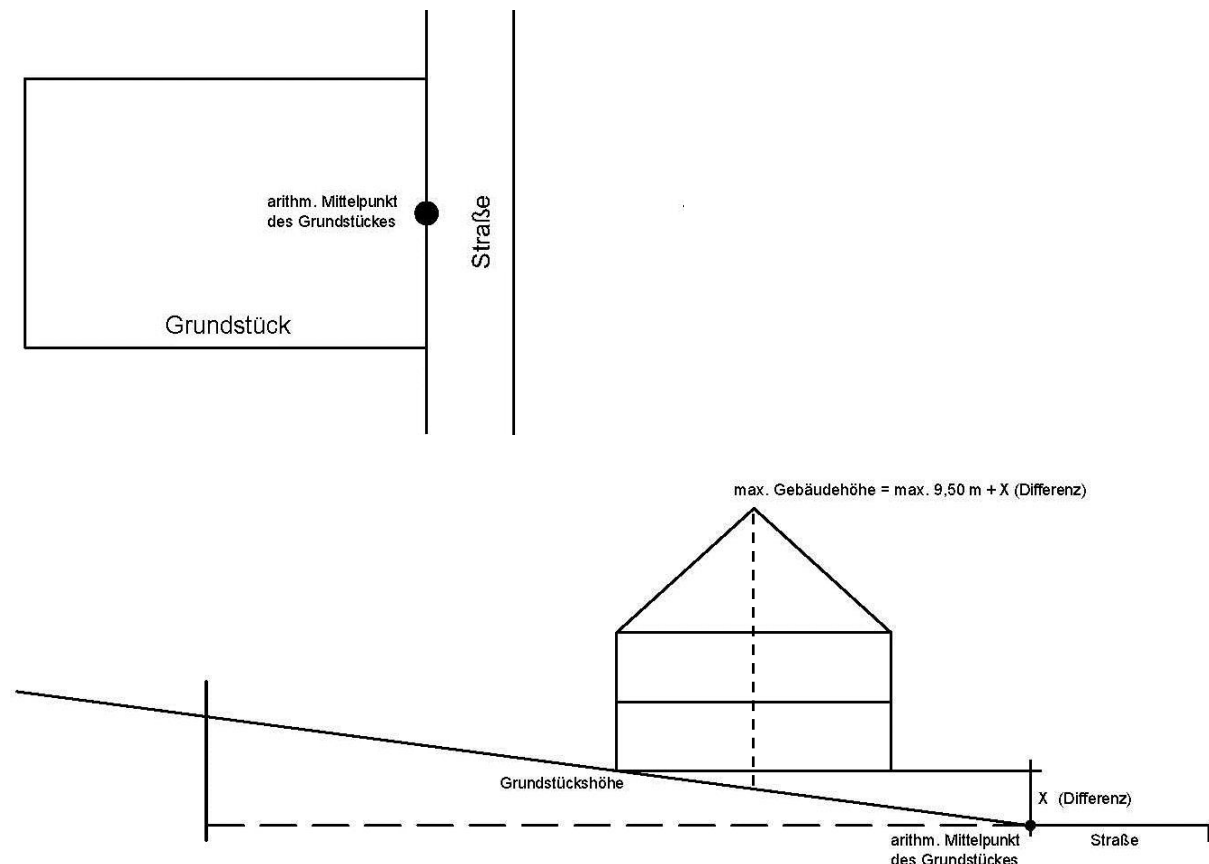 arithm. Mittelpunkt
des Grundstückes
Straße
Grundstück
max. Gebäudehöhe = max. 9,50 m + X (Differenz)
Grundstückshöhe
X (Differenz)
arithm. Mittelpunkt
des Grundstückes
Straße